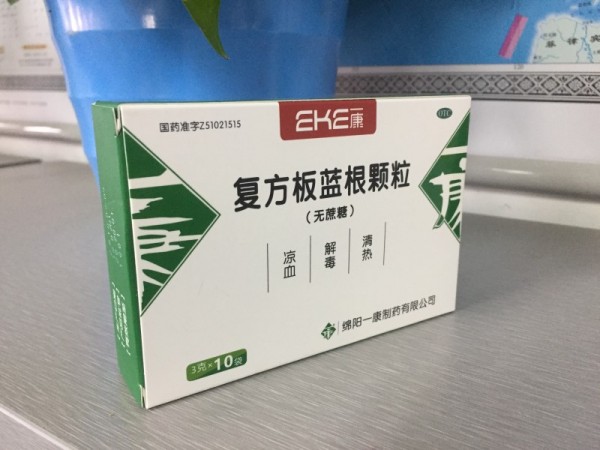 国药准字Z51021515
EKE一康
OTC
复方板蓝根颗粒
（无蔗糖）
清热
解毒
凉血
绵阳一康制药有限公司
3克×10袋